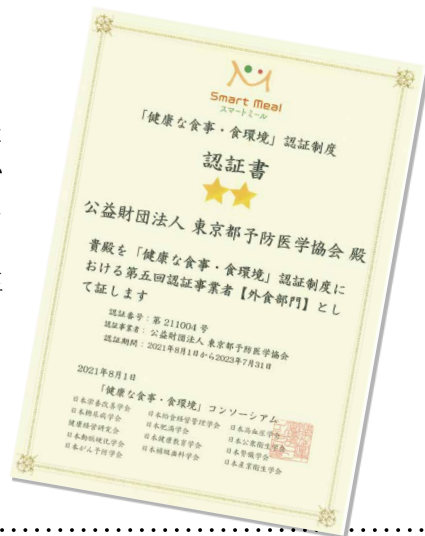 Smart Meal
スマートミール
「健康な食事・食環境」認証制度
認証書
公益財団法人 東京都予防医学協会 殿
貴殿を「健康な食事・食環境」認証制度に
おける第五回認証事業者【外食部門】とし
て証します
認証番号：第 211004 号
認証事業者： 公益財団法人 東京都予防医学協会
認証期間：2021年8月1日から2023年7月31日
2021年8月1日
「健康な食事・食環境」コンソーシアム
日本栄養改善学会 日本給食経営管理学会 日本高血圧学会
日本糖尿病学会 日本肥満学会 日本公衆衛生学会
健康経営研究会 日本健康教育学会 日本腎臓学会
日本動脈硬化学会 日本補綴歯科学会 日本産業衛生学会
日本がん予防学会